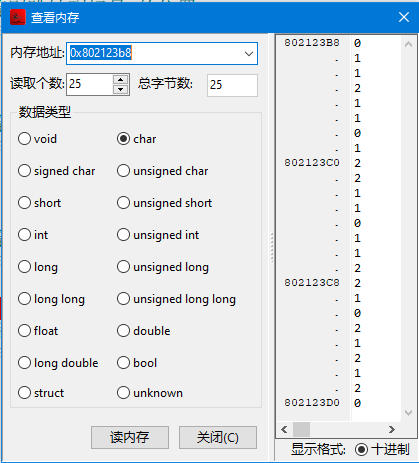 查看内存
内存地址: 0x802123b8
读取个数: 25 总字节数: 25
数据类型
void char
signed char unsigned char
short unsigned short
int unsigned int
long unsigned long
long long unsigned long long
float double
long double bool
struct unknown
读内存 关闭(C)
802123B8 0
. 1
. 1
. 2
. 1
. 1
. 0
. 1
802123C0 2
. 2
. 1
. 1
. 0
. 1
. 1
. 2
802123C8 2
. 1
. 0
. 2
. 1
. 2
. 1
. 2
802123D0 0
显示格式: 十进制